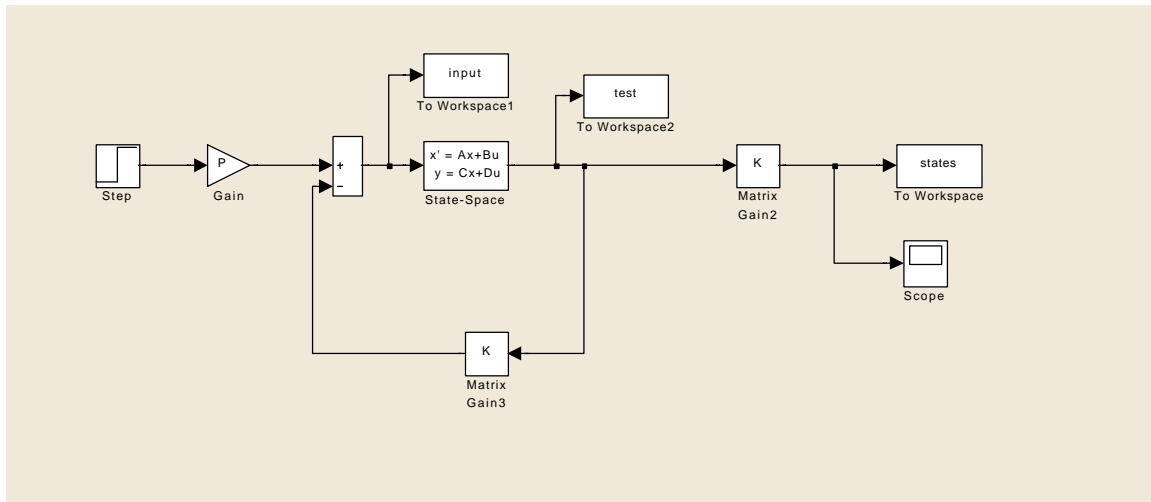 input
To Workspace1
test
To Workspace2
Step
P
Gain
+
−
x' = Ax+Bu
y = Cx+Du
State-Space
K
Matrix
Gain2
states
To Workspace
Scope
K
Matrix
Gain3